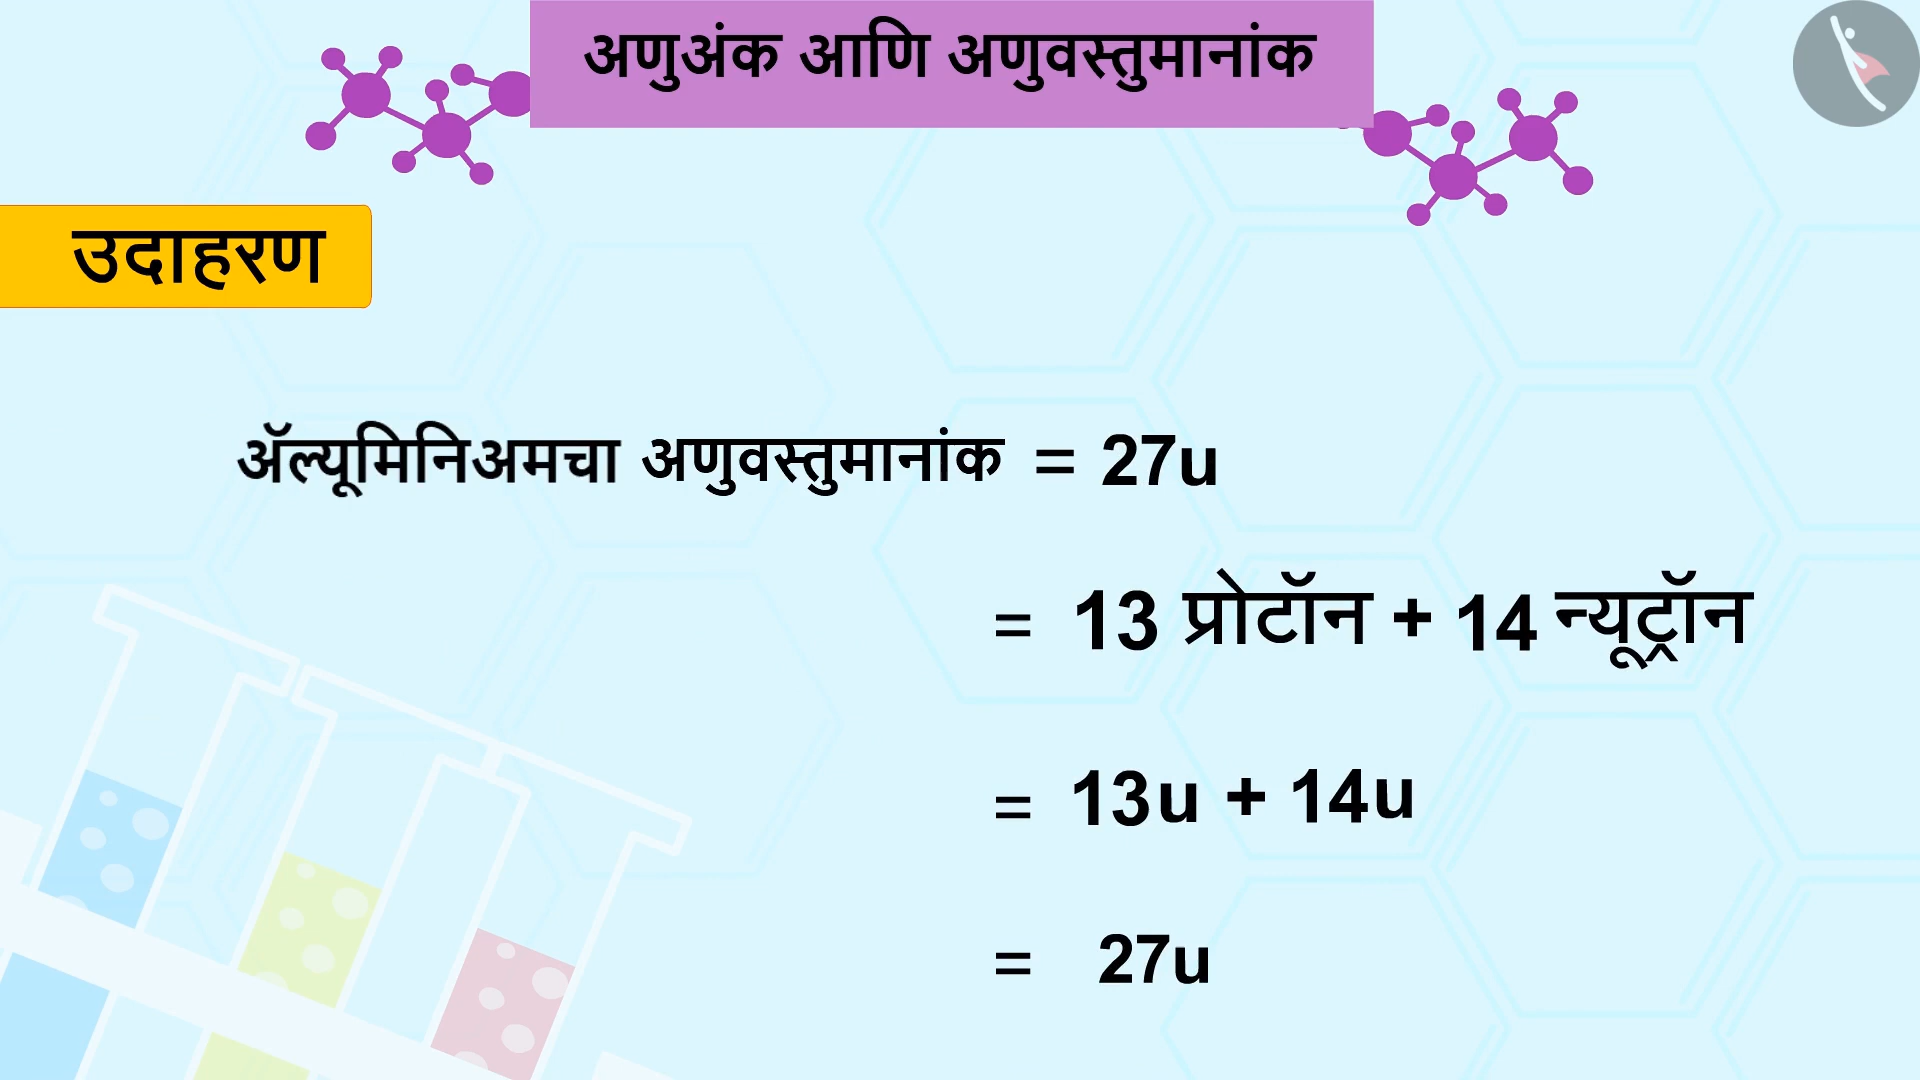 अणुअंक आणि अणुवस्तुमानांक
उदाहरण
ॲल्यूमिनिअमचा अणुवस्तुमानांक = 27u
= 13 प्रोटॉन + 14 न्यूट्रॉन
= 13u + 14u
= 27u